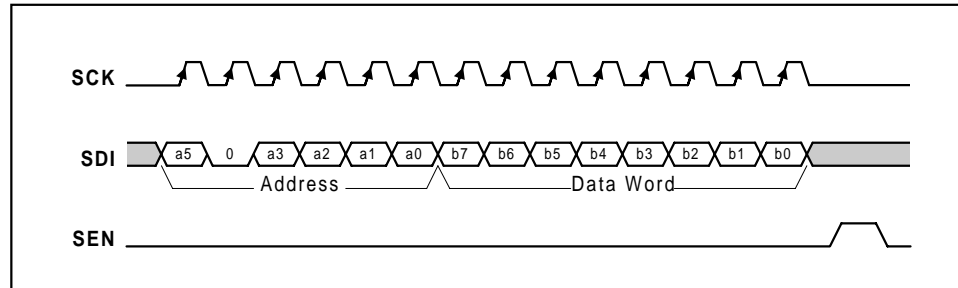 SCK
SDI a5 0 a3 a2 a1 a0 b7 b6 b5 b4 b3 b2 b1 b0
Address Data Word
SEN